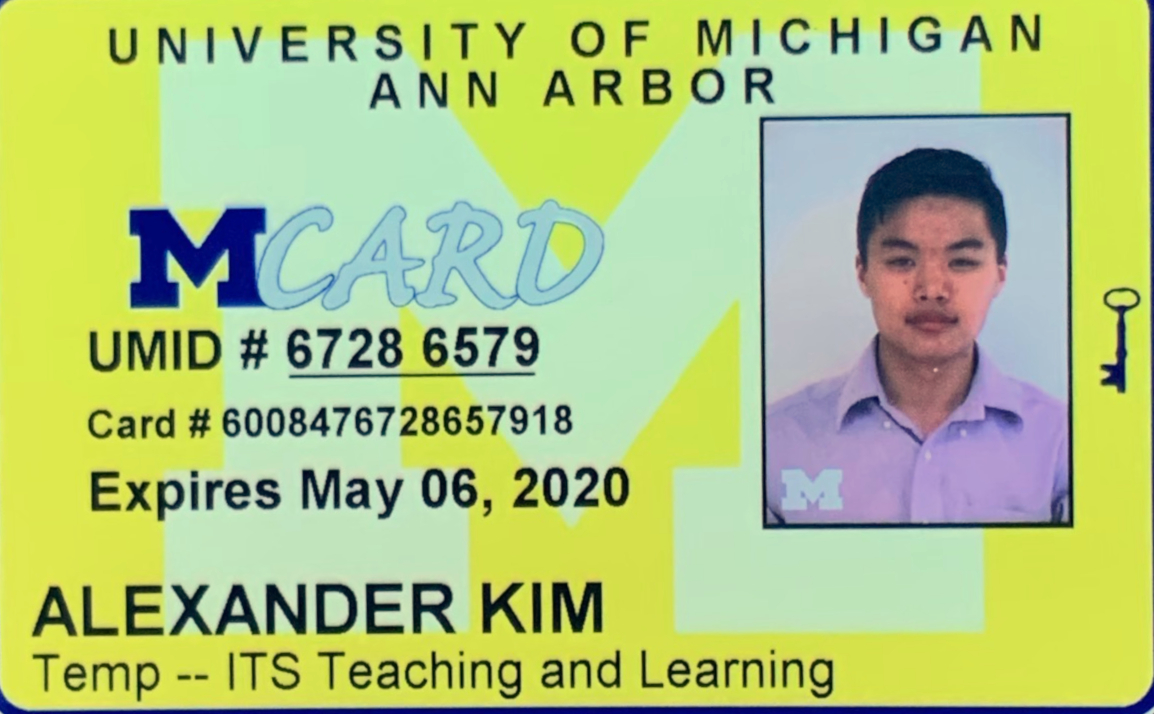 UNIVERSITY OF MICHIGAN
ANN ARBOR
MCARD
UMID # 6728 6579
Card # 6008476728657918
Expires May 06, 2020
M
ALEXANDER KIM
Temp -- ITS Teaching and Learning